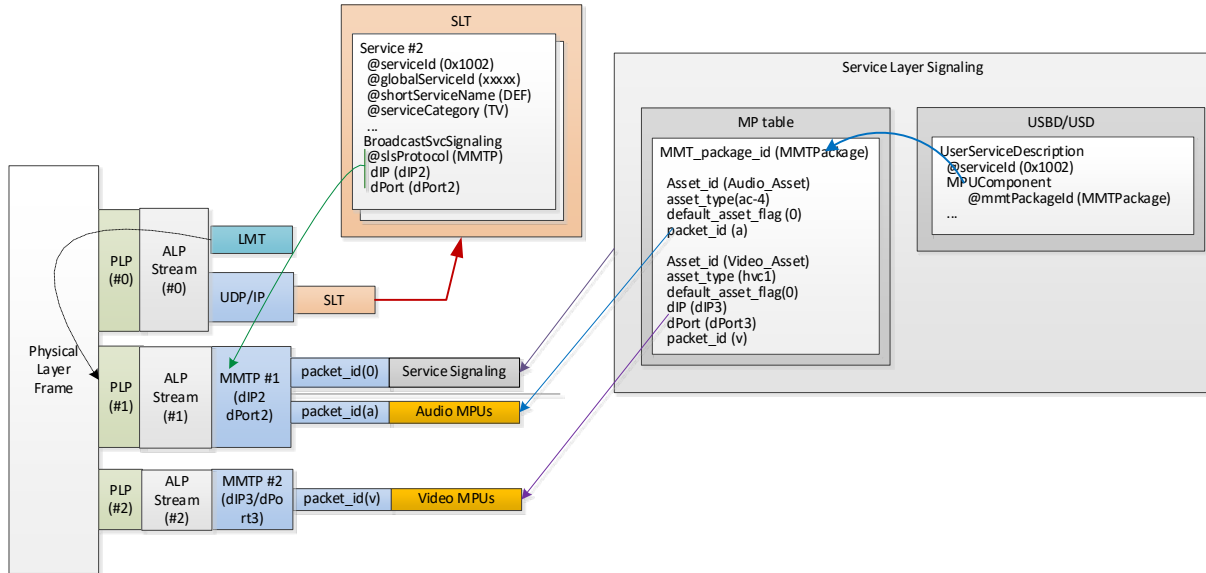 SLT
Service #2
@serviceId (0x1002)
@globalServiceId (xxxxx)
@shortServiceName (DEF)
@serviceCategory (TV)
...
BroadcastSvcSignaling
@slsProtocol (MMTP)
dIP (dIP2)
dPort (dPort2)
Service Layer Signaling
MP table
MMT_package_id (MMTPackage)
Asset_id (Audio_Asset)
asset_type(ac-4)
default_asset_flag (0)
packet_id (a)
Asset_id (Video_Asset)
asset_type (hvc1)
default_asset_flag(0)
dIP (dIP3)
dPort (dPort3)
packet_id (v)
USBD/USD
UserServiceDescription
@serviceId (0x1002)
MPUComponent
@mmtPackageId (MMTPackage)
...
Physical
Layer
Frame
PLP
(#0)
ALP
Stream
(#0)
LMT
UDP/IP
SLT
PLP
(#1)
ALP
Stream
(#1)
MMTP #1
(dIP2
dPort2)
packet_id(0)
Service Signaling
packet_id(a)
Audio MPUs
PLP
(#2)
ALP
Stream
(#2)
MMTP #2
(dIP3/dPo
rt3)
packet_id(v)
Video MPUs